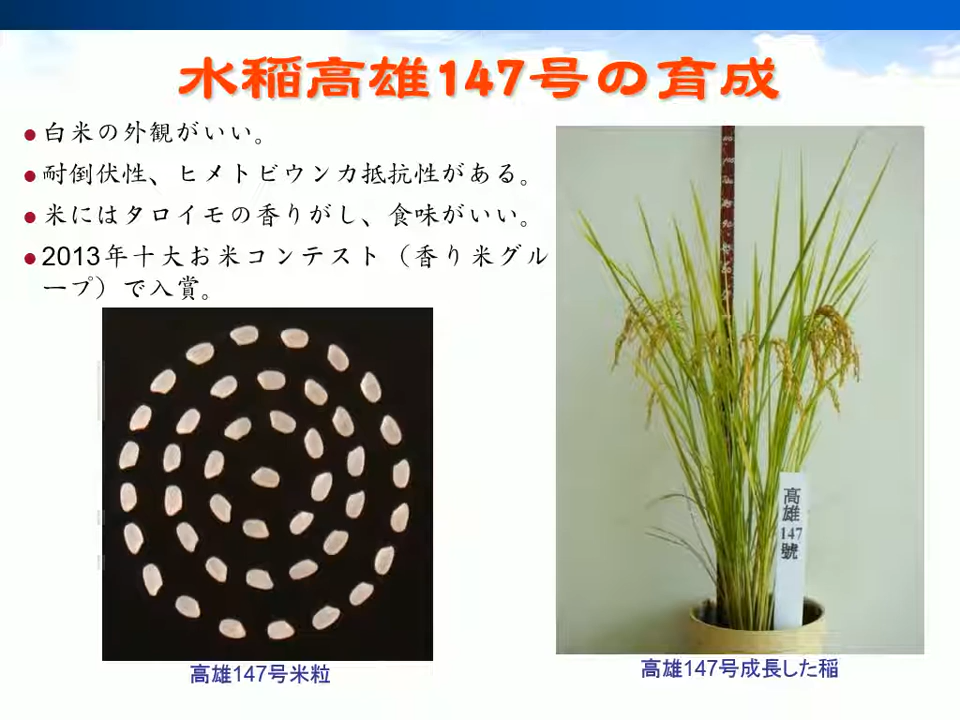 水稲高雄147号の育成
白米の外観がいい。
耐倒伏性、ヒメトビウンカ抵抗性がある。
米にはタロイモの香りがし、食味がいい。
2013年十大お米コンテスト（香り米グル
ープ）で入賞。
高雄
147
號
高雄147号米粒
高雄147号成長した稲